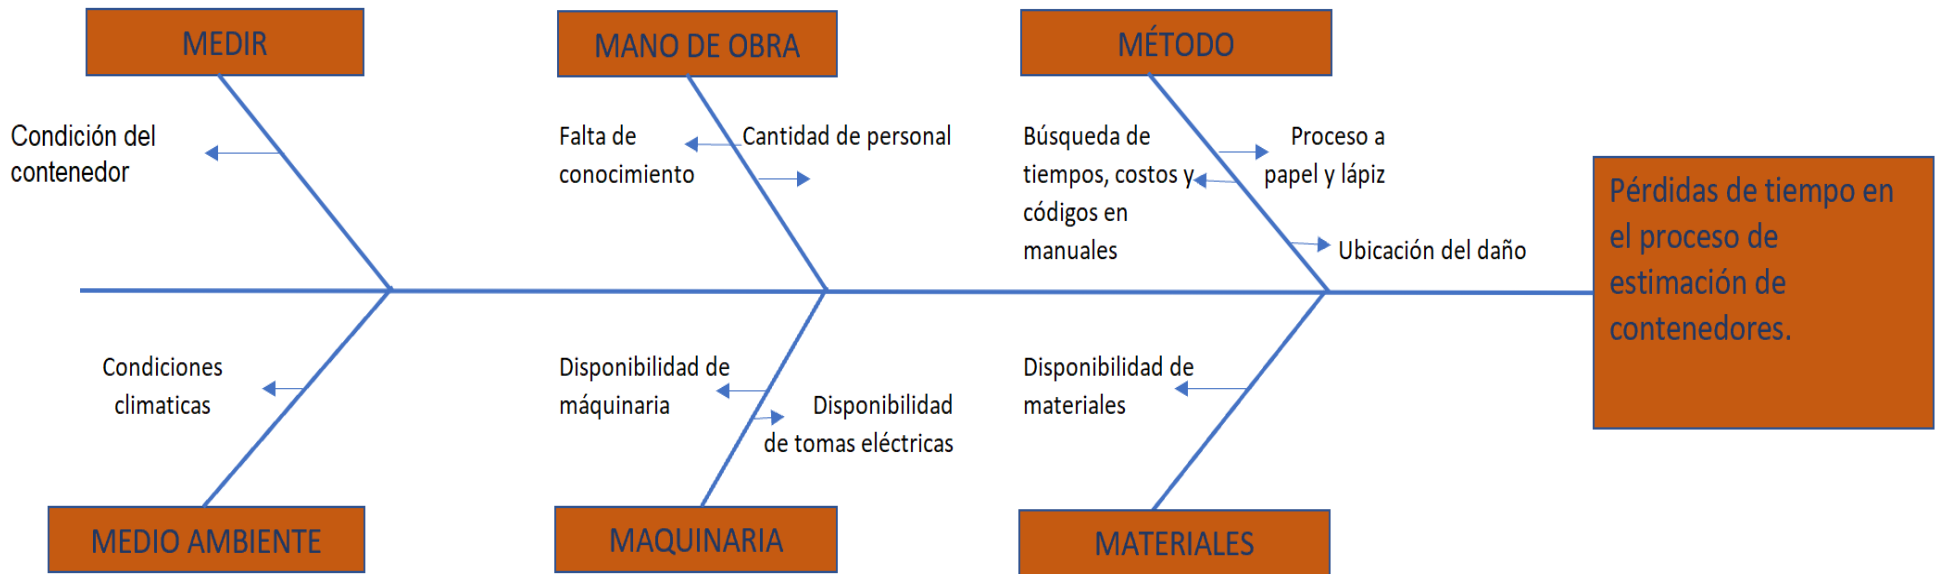 MEDIR
MANO DE OBRA
MÉTODO
Condición del
contenedor
Falta de
conocimiento
Cantidad de personal
Búsqueda de
tiempos, costos y
códigos en
manuales
Proceso a
papel y lápiz
Ubicación del daño
Pérdidas de tiempo en
el proceso de
estimación de
contenedores.
Condiciones
climaticas
Disponibilidad de
máquinaria
Disponibilidad
de tomas eléctricas
Disponibilidad de
materiales
MEDIO AMBIENTE
MAQUINARIA
MATERIALES